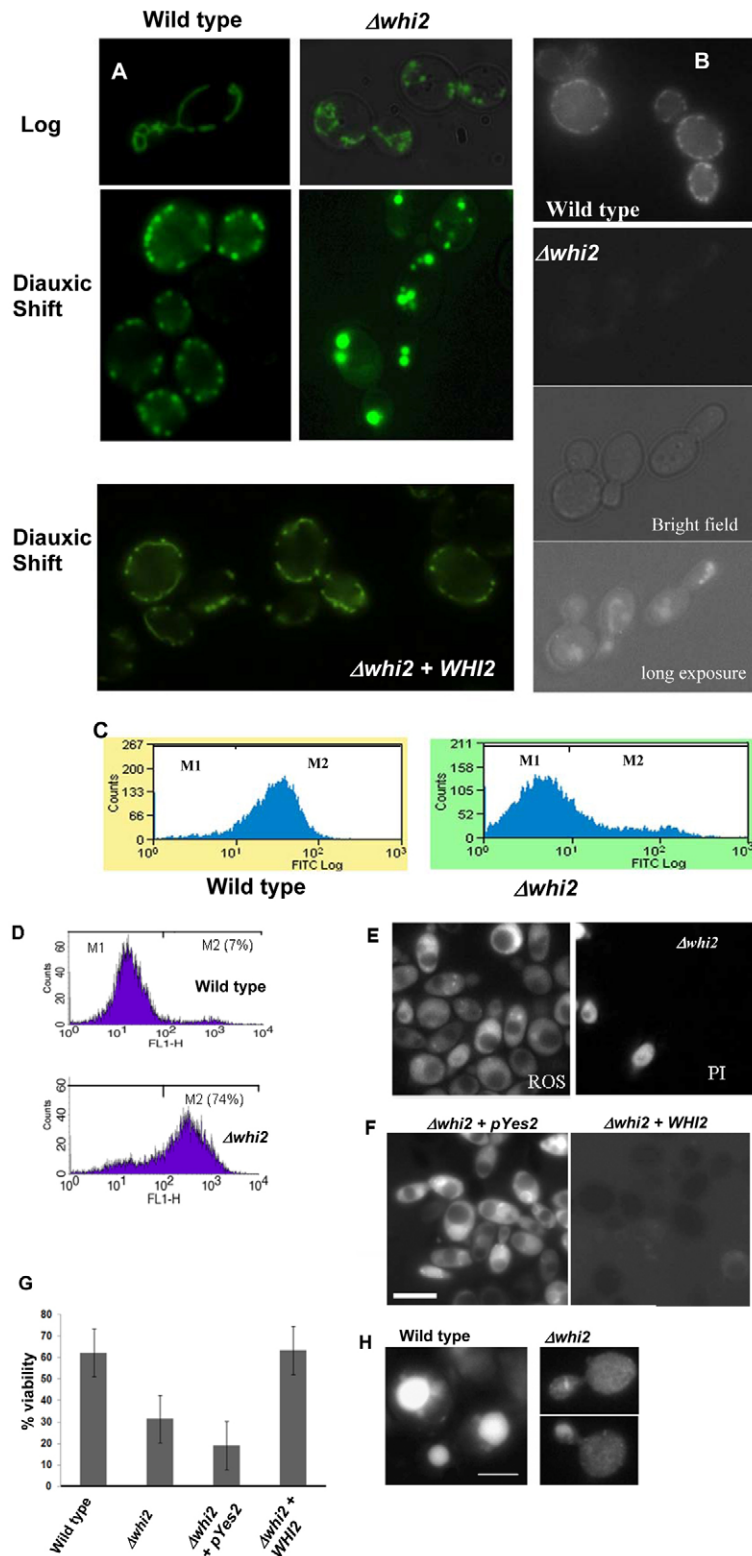 Wild type
Δwhi2
A
B
Log
Wild type
Δwhi2
Diauxic
Shift
Bright field
Diauxic
Shift
Δwhi2 + WHI2
long exposure
C
267
200
133
66
0
Counts
M1
M2
10⁰
10¹
10²
10³
FITC Log
Wild type
211
158
105
52
0
Counts
M1
M2
10⁰
10¹
10²
10³
FITC Log
Δwhi2
D
60
40
20
0
Counts
M1
M2 (7%)
Wild type
10⁰
10¹
10²
10³
10⁴
FL1-H
60
40
20
0
Counts
M2 (74%)
Δwhi2
10⁰
10¹
10²
10³
10⁴
FL1-H
E
ROS
Δwhi2
PI
F
Δwhi2 + pYes2
Δwhi2 + WHI2
G
80
70
60
50
40
30
20
10
0
% viability
Wild type
Δwhi2
Δwhi2
+ pYes2
Δwhi2 +
WHI2
H
Wild type
Δwhi2